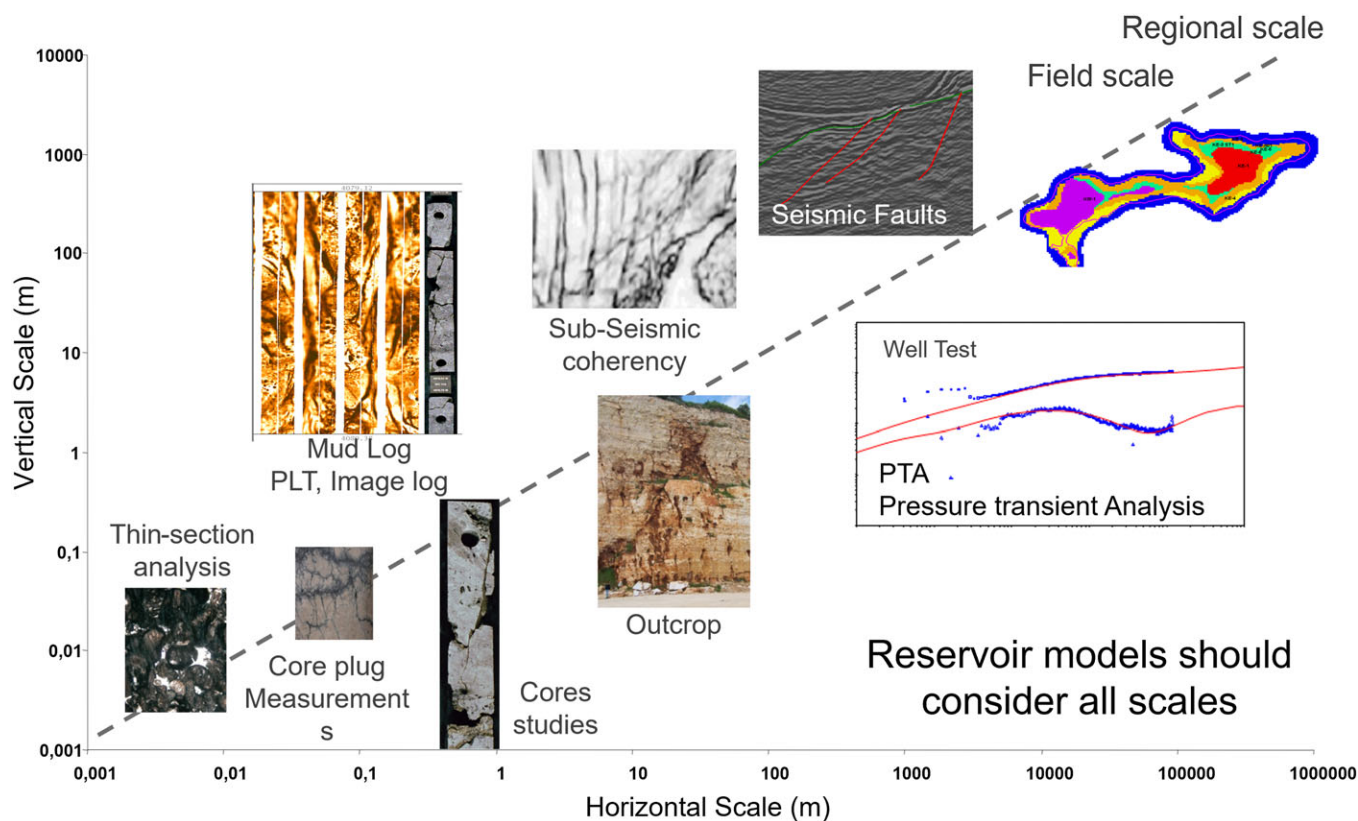 Regional scale
Field scale
10000
1000
100
10
1
0,1
0,01
0,001
Vertical Scale (m)
4070.12
Seismic Faults
Sub-Seismic
coherency
Well Test
PTA
Pressure transient Analysis
Mud Log
PLT, Image log
Thin-section
analysis
Core plug
Measurement
s
Cores
studies
Outcrop
Reservoir models should
consider all scales
0,001
0,01
0,1
1
10
100
1000
10000
100000
1000000
Horizontal Scale (m)